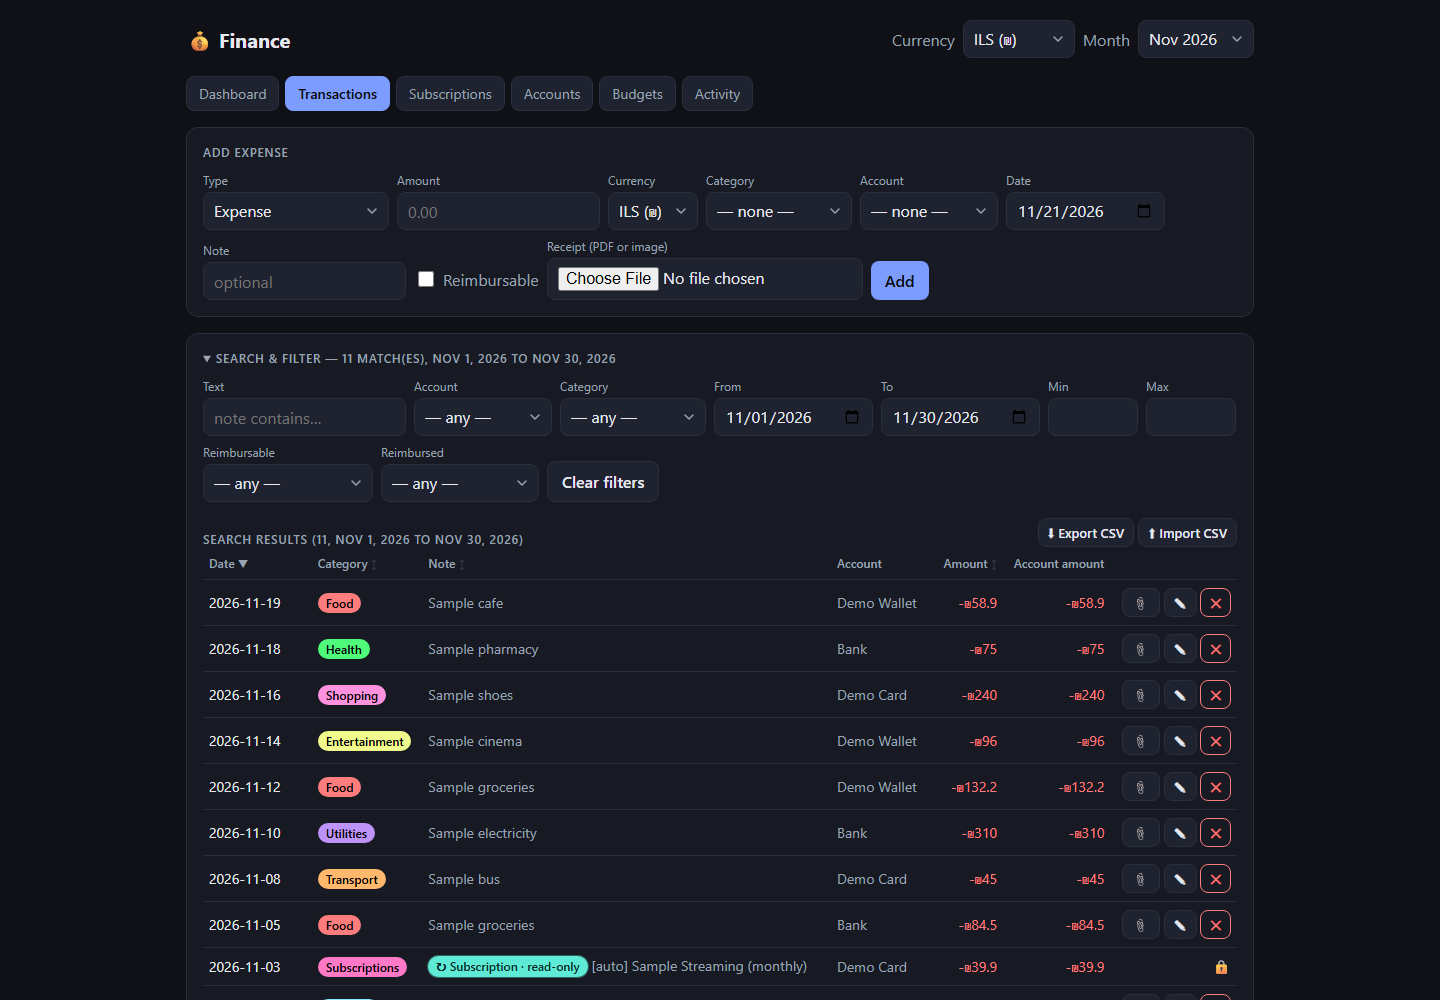 Finance
Currency ILS (₪) Month Nov 2026
Dashboard Transactions Subscriptions Accounts Budgets Activity
ADD EXPENSE
Type Amount Currency Category Account Date
Expense 0.00 ILS (₪) — none — — none — 11/21/2026
Note Receipt (PDF or image)
optional Reimbursable Choose File No file chosen Add
▼ SEARCH & FILTER — 11 MATCH(ES), NOV 1, 2026 TO NOV 30, 2026
Text Account Category From To Min Max
note contains... — any — — any — 11/01/2026 11/30/2026
Reimbursable Reimbursed
— any — — any — Clear filters
SEARCH RESULTS (11, NOV 1, 2026 TO NOV 30, 2026) ⬇ Export CSV ⬆ Import CSV
Date ▼ Category ↕ Note ↕ Account Amount ↕ Account amount
2026-11-19 Food Sample cafe Demo Wallet -₪58.9 -₪58.9
2026-11-18 Health Sample pharmacy Bank -₪75 -₪75
2026-11-16 Shopping Sample shoes Demo Card -₪240 -₪240
2026-11-14 Entertainment Sample cinema Demo Wallet -₪96 -₪96
2026-11-12 Food Sample groceries Demo Wallet -₪132.2 -₪132.2
2026-11-10 Utilities Sample electricity Bank -₪310 -₪310
2026-11-08 Transport Sample bus Demo Card -₪45 -₪45
2026-11-05 Food Sample groceries Bank -₪84.5 -₪84.5
2026-11-03 Subscriptions ↻ Subscription · read-only [auto] Sample Streaming (monthly) Demo Card -₪39.9 -₪39.9